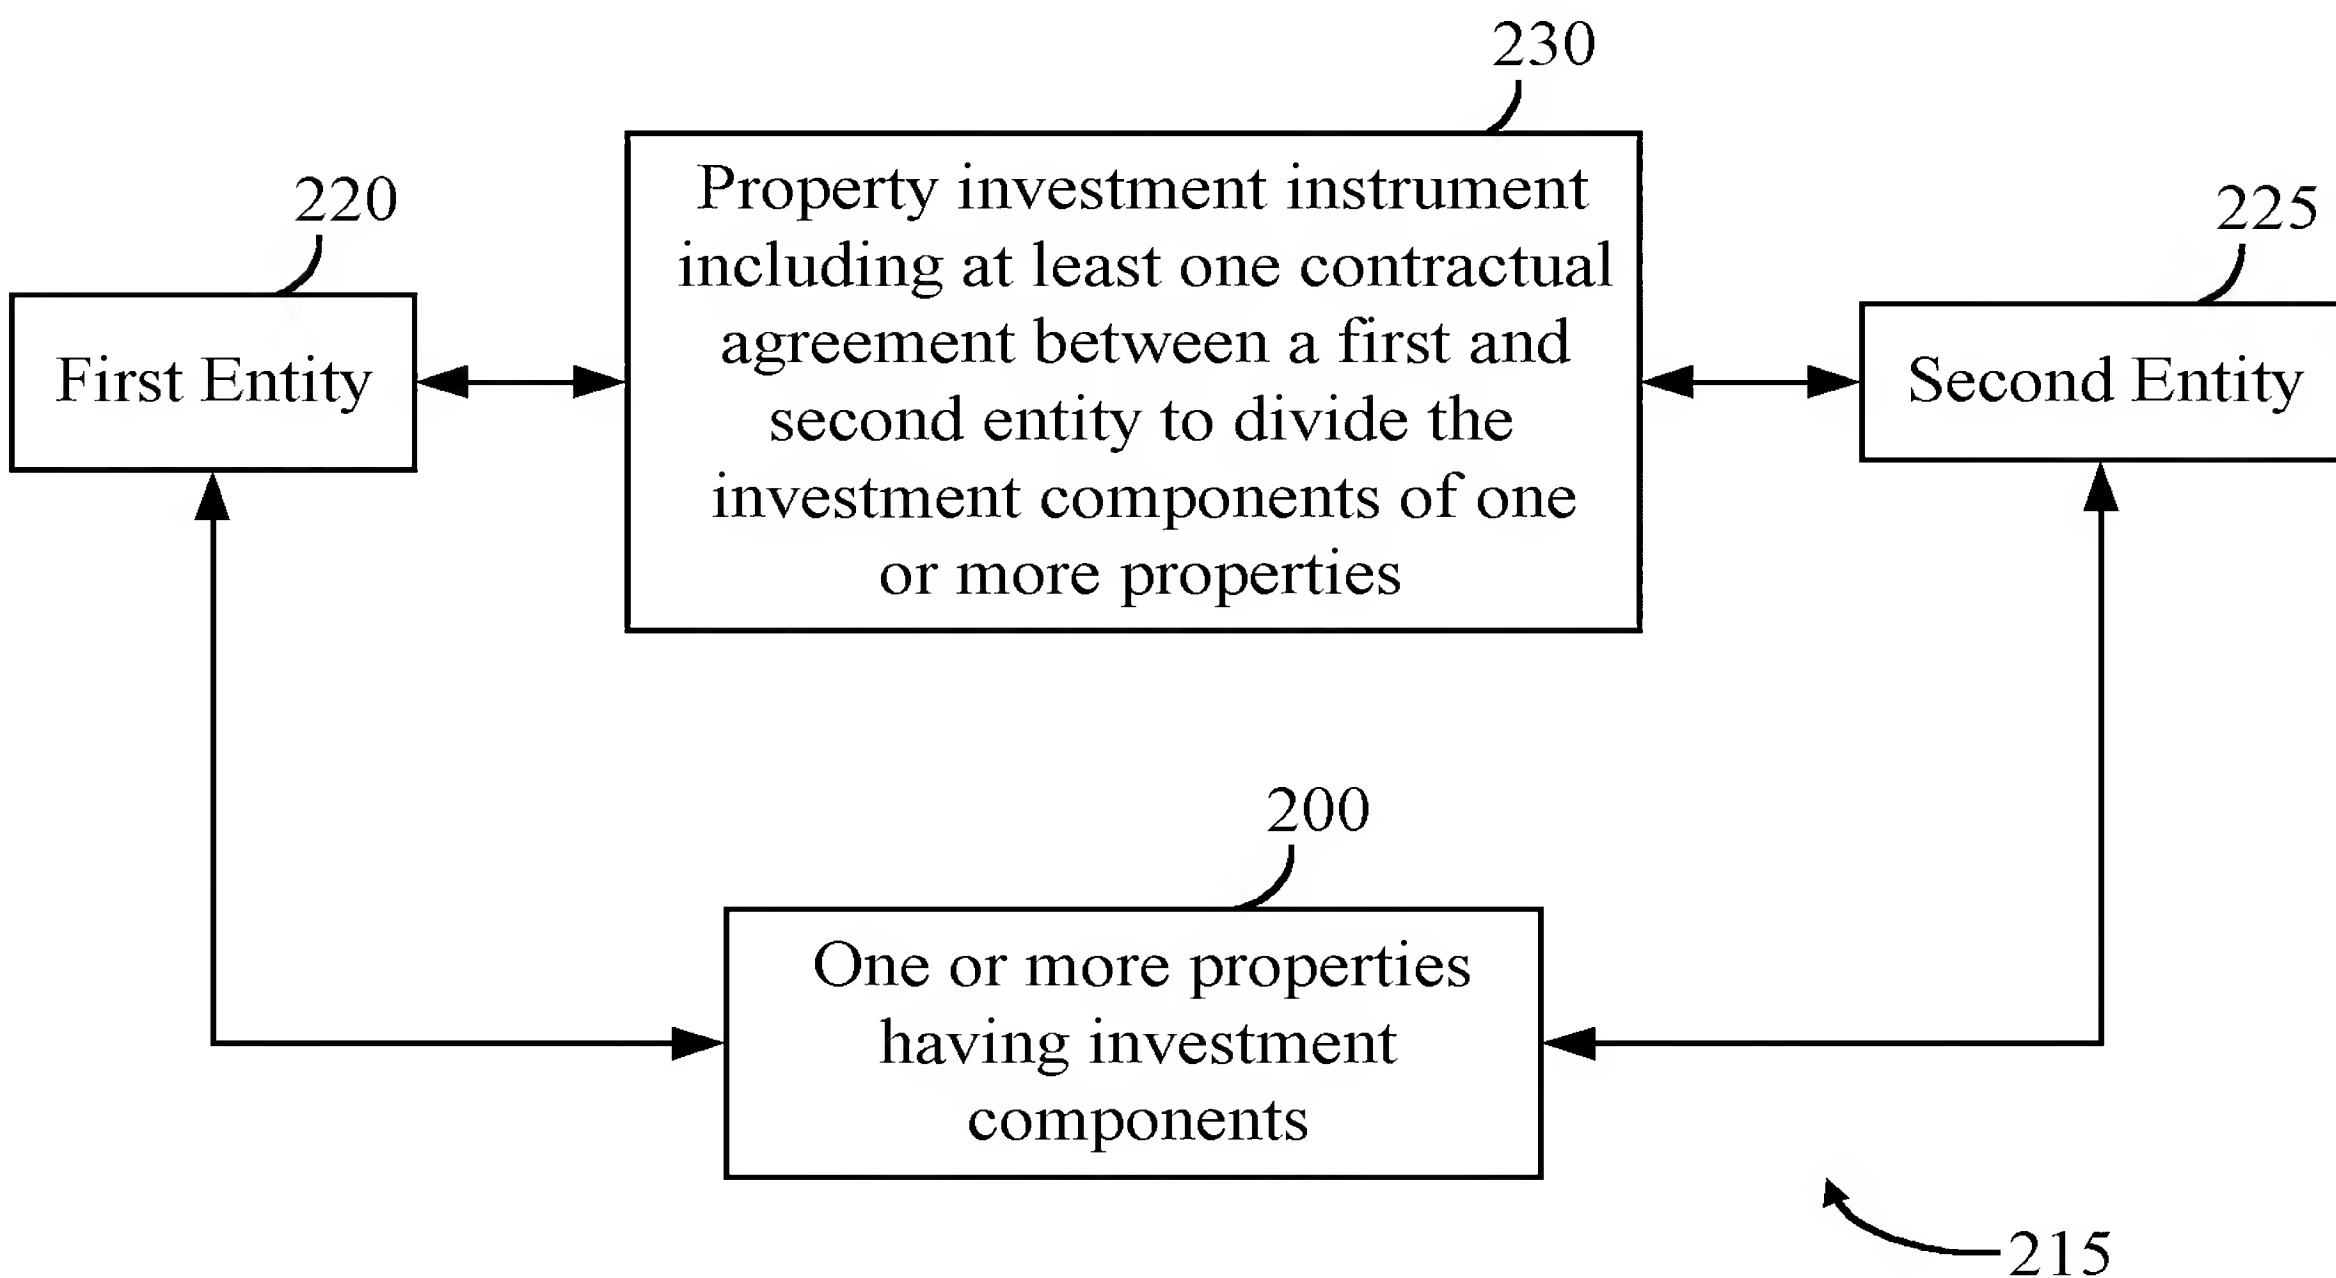 230
220
225
Property investment instrument
including at least one contractual
agreement between a first and
second entity to divide the
investment components of one
or more properties
First Entity
Second Entity
200
One or more properties
having investment
components
215